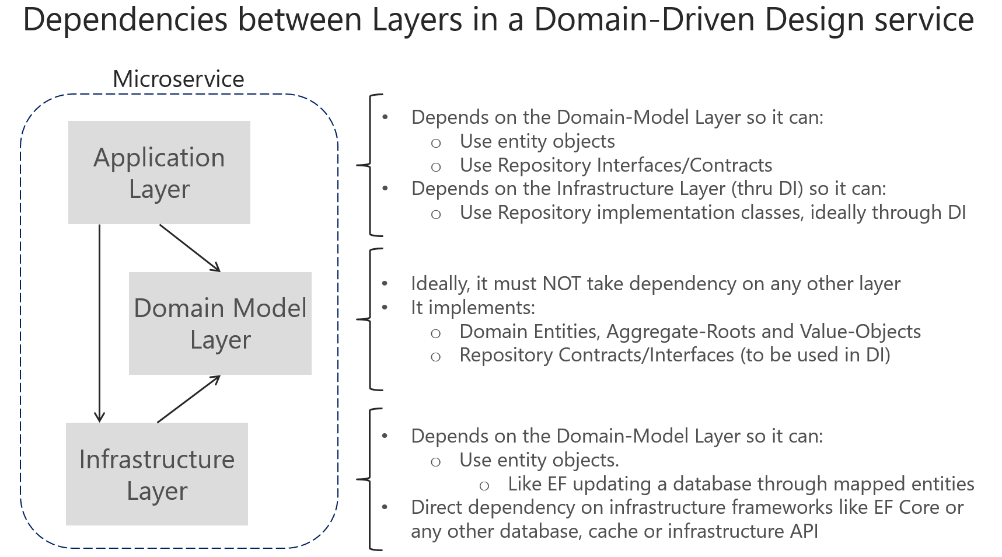 Dependencies between Layers in a Domain-Driven Design service
Microservice
Application
Layer
Domain Model
Layer
Infrastructure
Layer
• Depends on the Domain-Model Layer so it can:
o Use entity objects
o Use Repository Interfaces/Contracts
• Depends on the Infrastructure Layer (thru DI) so it can:
o Use Repository implementation classes, ideally through DI
• Ideally, it must NOT take dependency on any other layer
• It implements:
o Domain Entities, Aggregate-Roots and Value-Objects
o Repository Contracts/Interfaces (to be used in DI)
• Depends on the Domain-Model Layer so it can:
o Use entity objects.
o Like EF updating a database through mapped entities
• Direct dependency on infrastructure frameworks like EF Core or
any other database, cache or infrastructure API